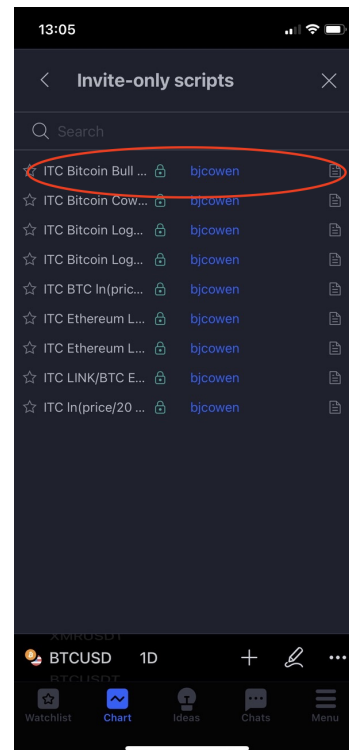 13:05
Invite-only scripts
Search
ITC Bitcoin Bull ... bjcowen
ITC Bitcoin Cow... bjcowen
ITC Bitcoin Log... bjcowen
ITC Bitcoin Log... bjcowen
ITC BTC ln(pric... bjcowen
ITC Ethereum L... bjcowen
ITC Ethereum L... bjcowen
ITC LINK/BTC E... bjcowen
ITC ln(price/20 ... bjcowen
XMRUSDT
BTCUSD 1D
BTCUSDT
Watchlist Chart Ideas Chats Menu